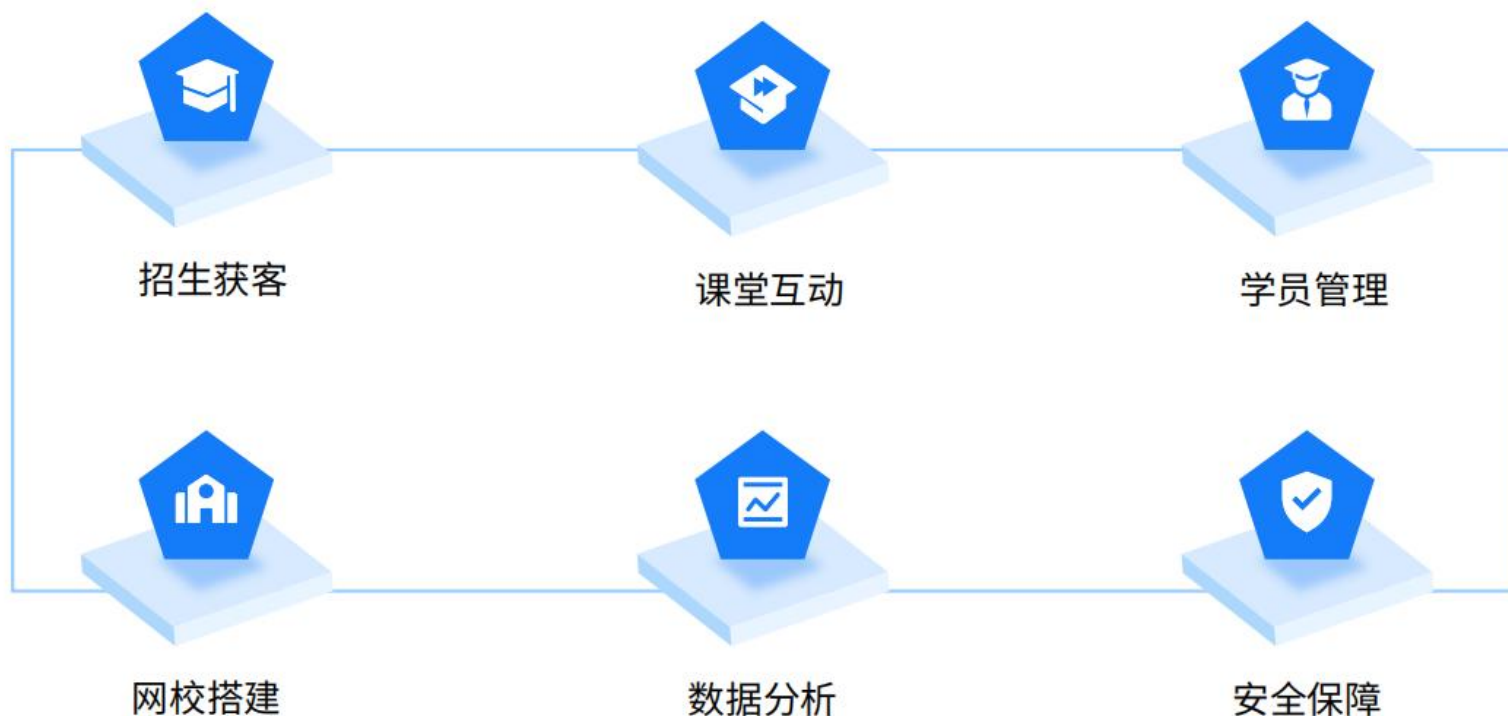 招生获客
课堂互动
学员管理
网校搭建
数据分析
安全保障